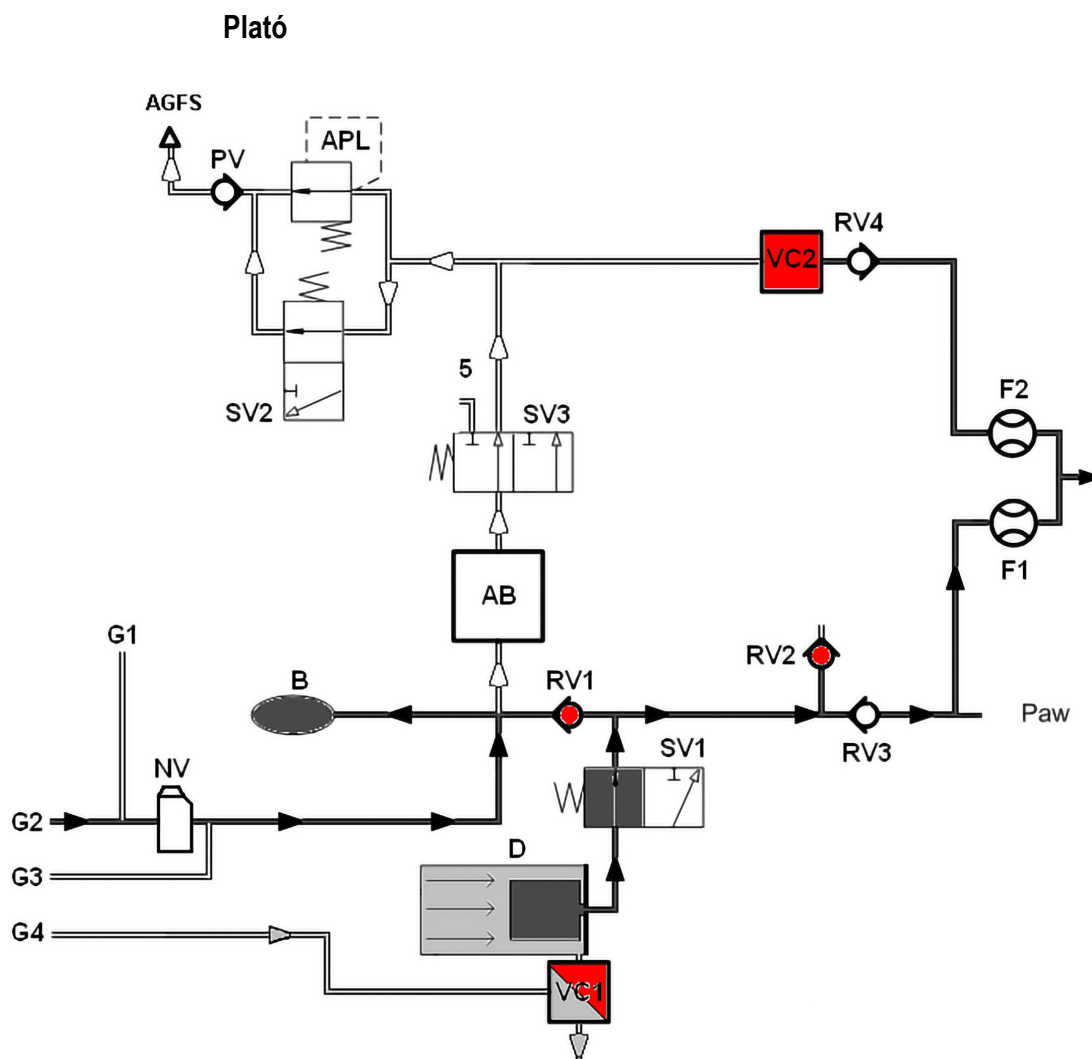 Plató
AGFS
APL
PV
RV4
VC2
5
SV2
SV3
F2
F1
AB
G1
B
RV1
RV2
Paw
SV1
RV3
NV
G2
D
G3
G4
VC1